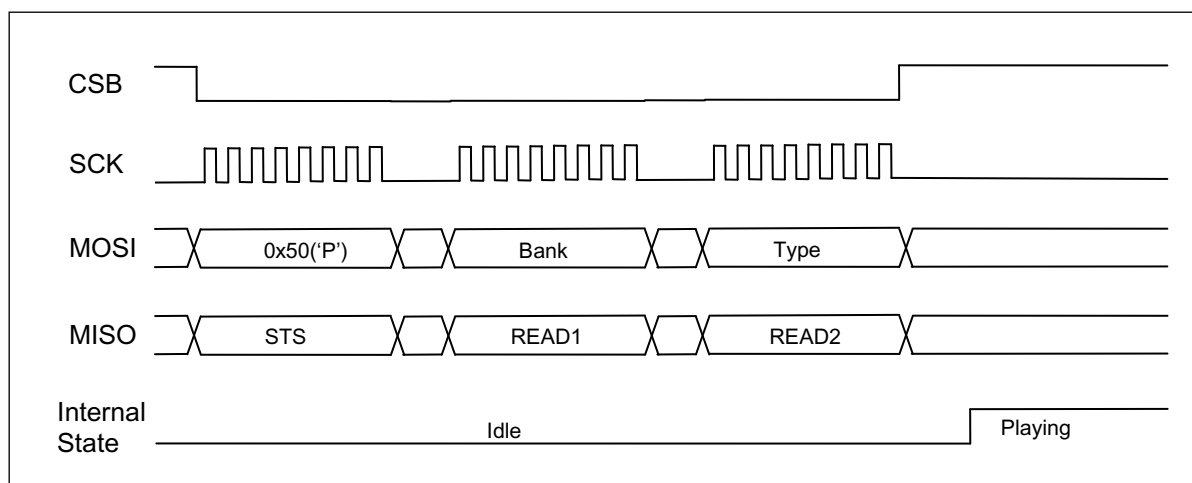 CSB
SCK
MOSI 0x50(‘P’) Bank Type
MISO STS READ1 READ2
Internal
State Idle Playing